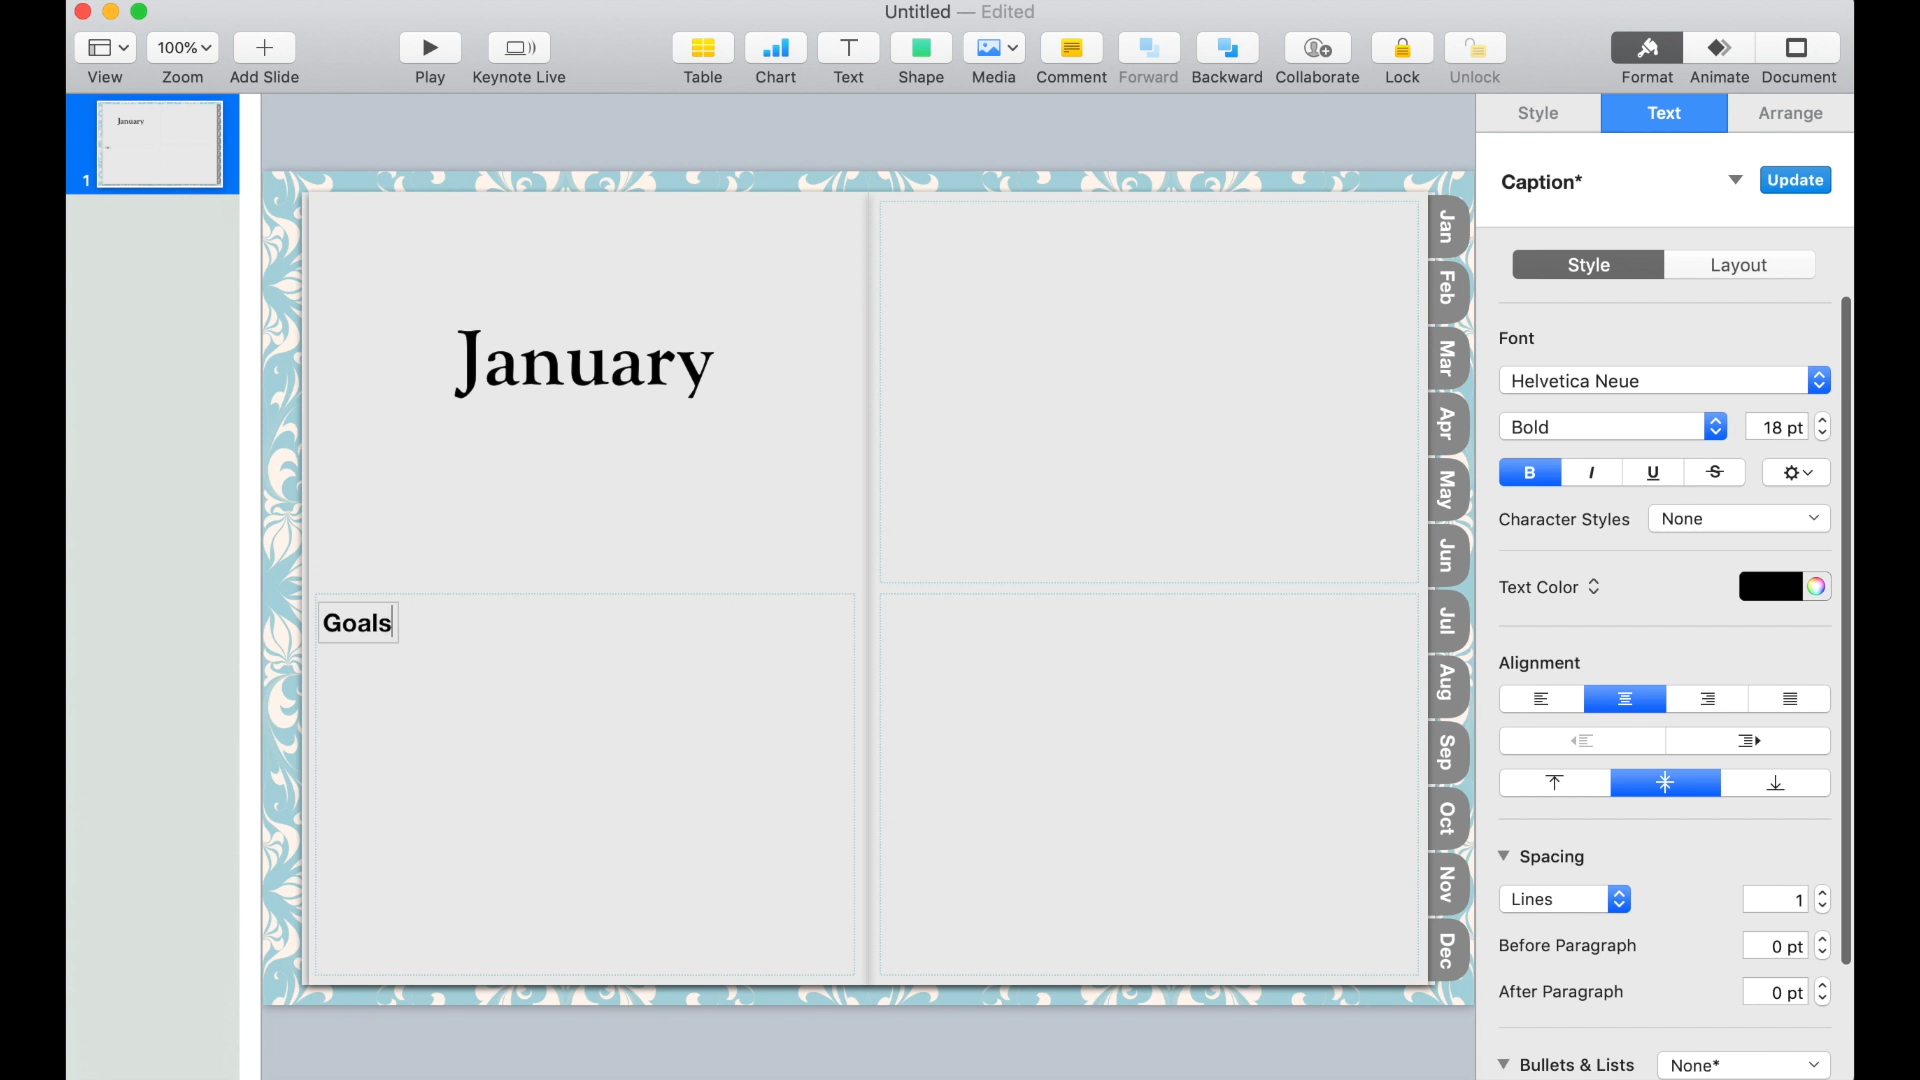 Untitled — Edited
100%
View
Zoom
Add Slide
Play
Keynote Live
Table
Chart
Text
Shape
Media
Comment
Forward
Backward
Collaborate
Lock
Unlock
Format
Animate
Document
January
1
Style
Text
Arrange
Caption*
Update
Style
Layout
Font
Helvetica Neue
Bold
18 pt
B I U S
Character Styles
None
Text Color
Alignment
Spacing
Lines
1
Before Paragraph
0 pt
After Paragraph
0 pt
Bullets & Lists
None*
January
Goals
Jan
Feb
Mar
Apr
May
Jun
Jul
Aug
Sep
Oct
Nov
Dec